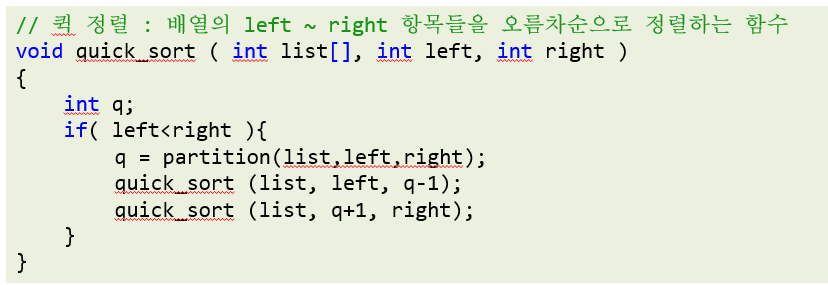 // 퀵 정렬 : 배열의 left ~ right 항목들을 오름차순으로 정렬하는 함수
void quick_sort ( int list[], int left, int right )
{
    int q;
    if( left<right ){
        q = partition(list,left,right);
        quick_sort (list, left, q-1);
        quick_sort (list, q+1, right);
    }
}